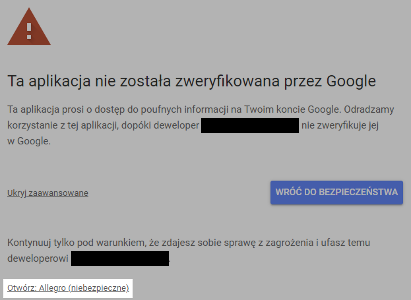 Ta aplikacja nie została zweryfikowana przez Google
Ta aplikacja prosi o dostęp do poufnych informacji na Twoim koncie Google. Odradzamy
korzystanie z tej aplikacji, dopóki deweloper nie zweryfikuje jej
w Google.
Ukryj zaawansowane
WRÓĆ DO BEZPIECZEŃSTWA
Kontynuuj tylko pod warunkiem, że zdajesz sobie sprawę z zagrożenia i ufasz temu
deweloperowi .
Otwórz: Allegro (niebezpieczne)